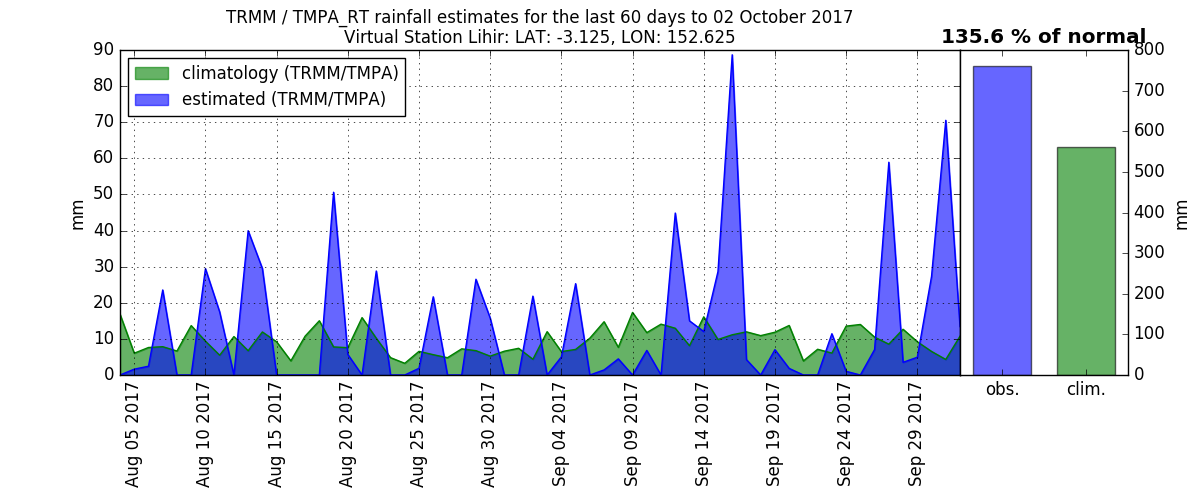 TRMM / TMPA_RT rainfall estimates for the last 60 days to 02 October 2017
Virtual Station Lihir: LAT: -3.125, LON: 152.625
135.6 % of normal
climatology (TRMM/TMPA)
estimated (TRMM/TMPA)
mm
90
80
70
60
50
40
30
20
10
0
Aug 05 2017
Aug 10 2017
Aug 15 2017
Aug 20 2017
Aug 25 2017
Aug 30 2017
Sep 04 2017
Sep 09 2017
Sep 14 2017
Sep 19 2017
Sep 24 2017
Sep 29 2017
obs.
clim.
800
700
600
500
400
300
200
100
0
mm